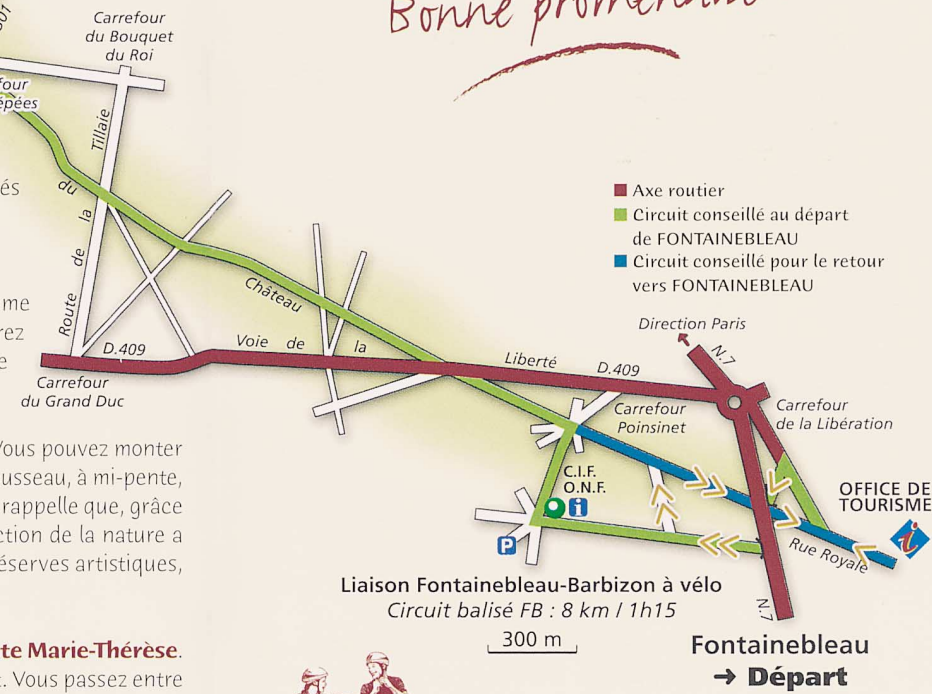 Bonne
Carrefour
du Bouquet
du Roi
Route de la Tillaie
du
Château
és
me
rez
e
D.409
Voie de la Liberté
D.409
Carrefour
du Grand Duc
Axe routier
Circuit conseillé au départ
de FONTAINEBLEAU
Circuit conseillé pour le retour
vers FONTAINEBLEAU
Direction Paris
N.7
Carrefour
Poinsinet
Carrefour
de la Libération
C.I.F.
O.N.F.
i
P
OFFICE DE
TOURISME
i
Rue Royale
N.7
Vous pouvez monter
usseau, à mi-pente,
rappelle que, grâce
ction de la nature a
éserves artistiques,
te Marie-Thérèse.
. Vous passez entre
Liaison Fontainebleau-Barbizon à vélo
Circuit balisé FB : 8 km / 1h15
300 m
Fontainebleau
→ Départ